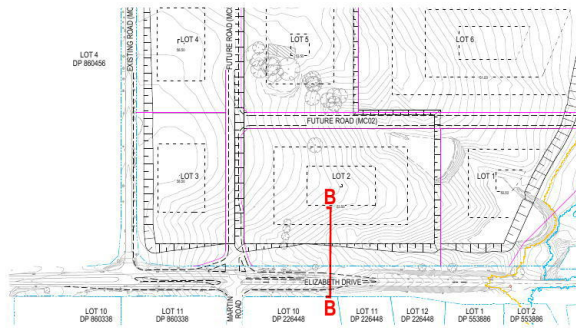 LOT 4
DP 860456
EXISTING ROAD (MC
LOT 4
FUTURE ROAD (MC0
LOT 5
LOT 6
FUTURE ROAD (MC02)
LOT 3
LOT 2
LOT 1
B
B
ELIZABETH DRIVE
MARTIN
ROAD
LOT 10
DP 860338
LOT 11
DP 860338
LOT 10
DP 226448
LOT 11
DP 226448
LOT 12
DP 226448
LOT 1
DP 553886
LOT 2
DP 553886